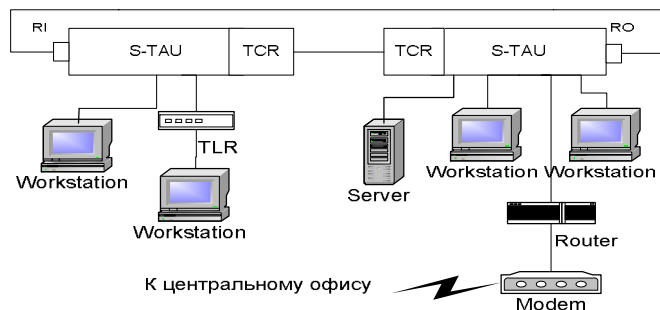 RI
RO
S-TAU
TCR
TCR
S-TAU
TLR
Workstation
Workstation
Server
Workstation
Workstation
Router
К центральному офису
Modem